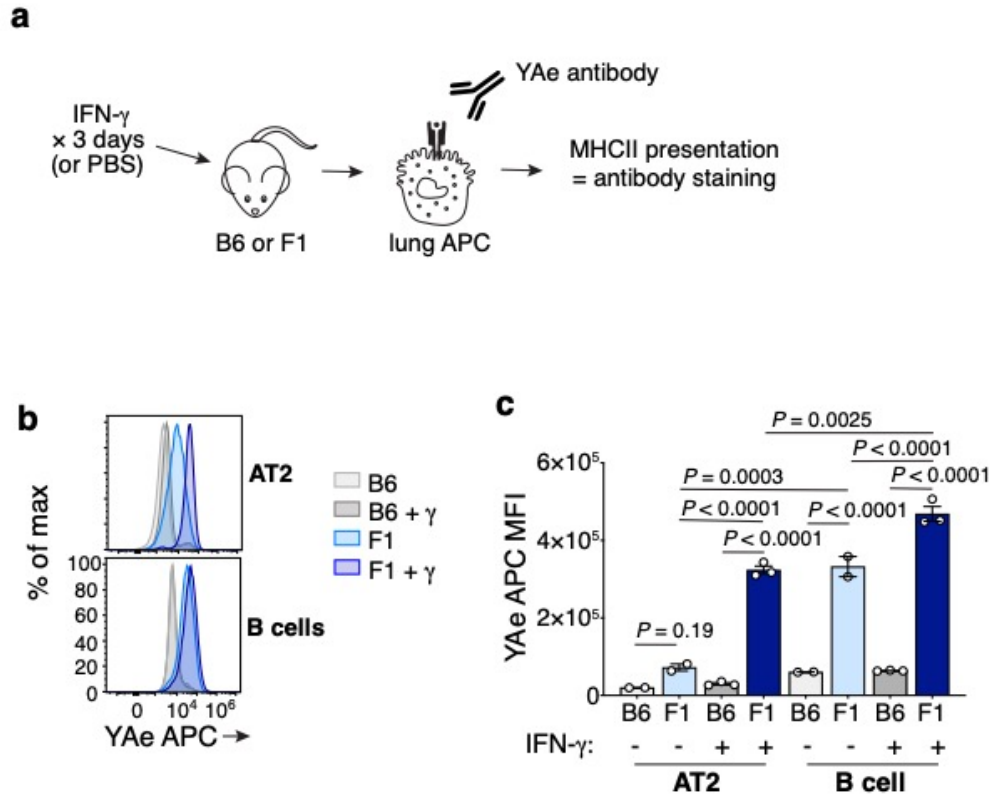 a
IFN-γ
× 3 days
(or PBS)
B6 or F1
YAe antibody
lung APC
MHCII presentation
= antibody staining
b
% of max
AT2
100
80
60
40
20
0
B cells
0 10⁴ 10⁶
YAe APC →
B6
B6 + γ
F1
F1 + γ
c
YAe APC MFI
6×10⁵
4×10⁵
2×10⁵
0
P = 0.0025
P < 0.0001
P = 0.0003
P < 0.0001
P < 0.0001
P < 0.0001
P < 0.0001
P = 0.19
B6 F1 B6 F1 B6 F1 B6 F1
IFN-γ: - - + + - - + +
AT2 B cell